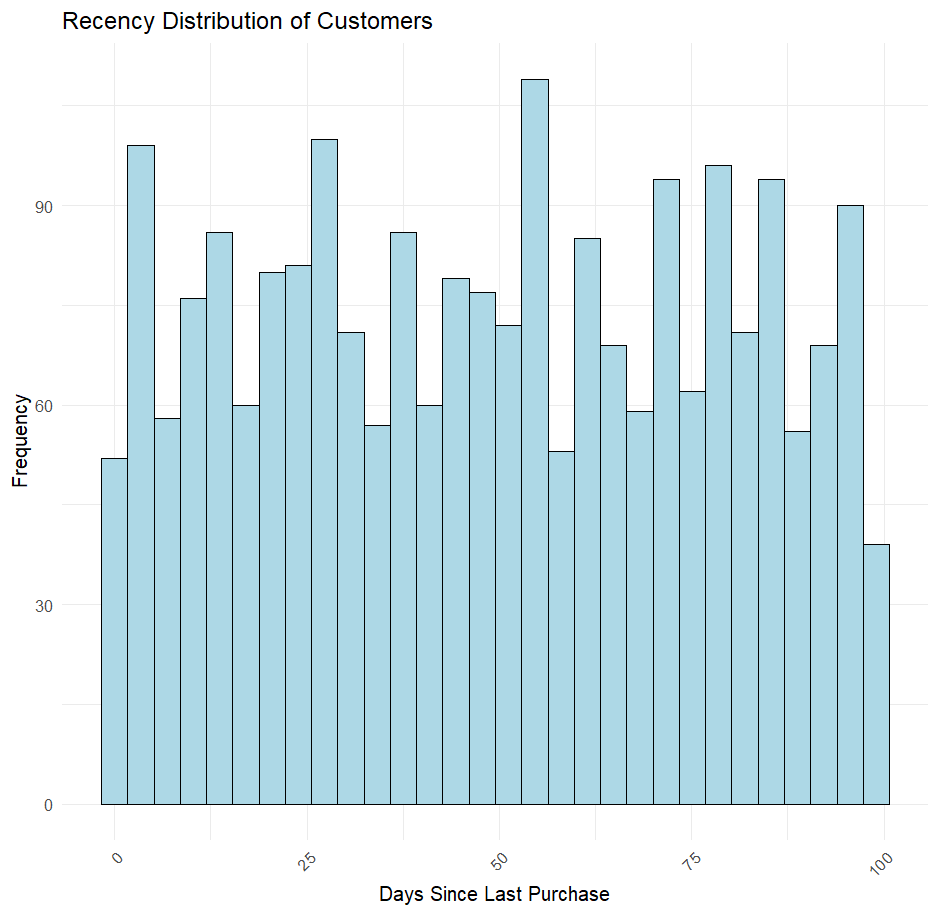 Recency Distribution of Customers
Frequency
90
60
30
0
0 25 50 75 100
Days Since Last Purchase